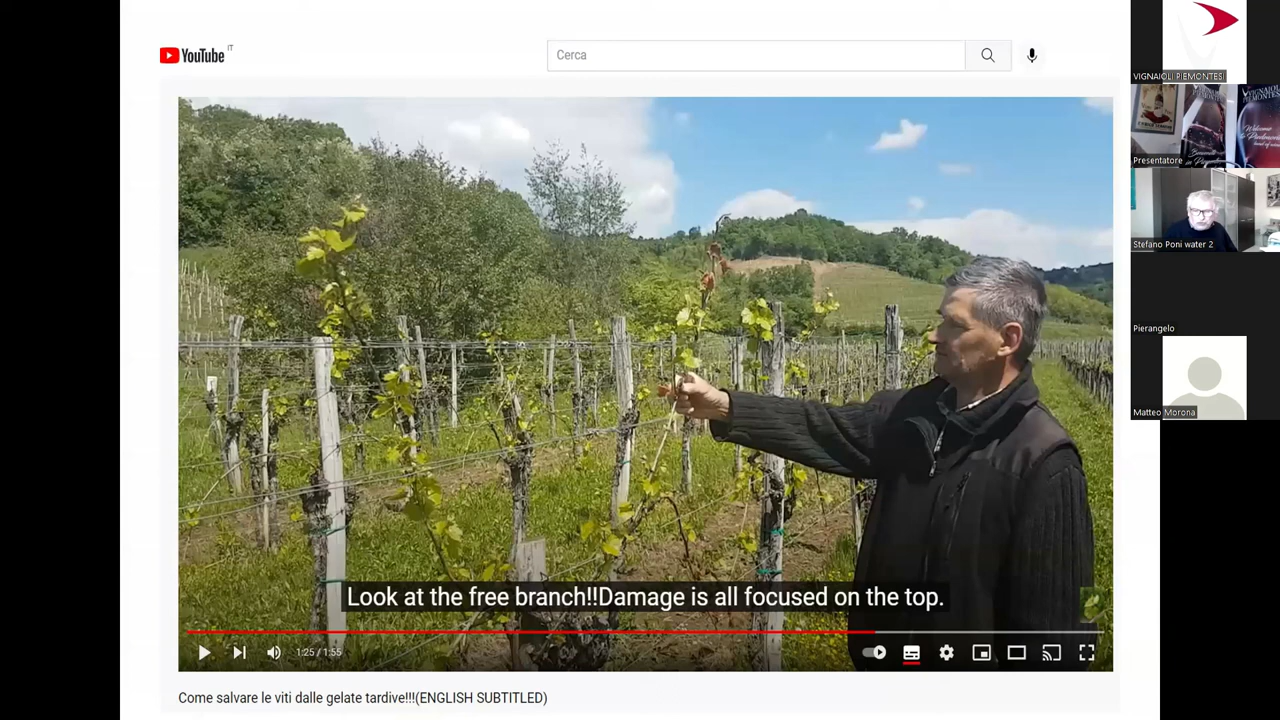 YouTube
IT
Cerca
Look at the free branch!!Damage is all focused on the top.
1:25 / 1:55
Come salvare le viti dalle gelate tardive!!!(ENGLISH SUBTITLED)
VIGNAIOLI PIEMONTESI
Presentatore
Stefano Poni water 2
Pierangelo
Matteo Morona